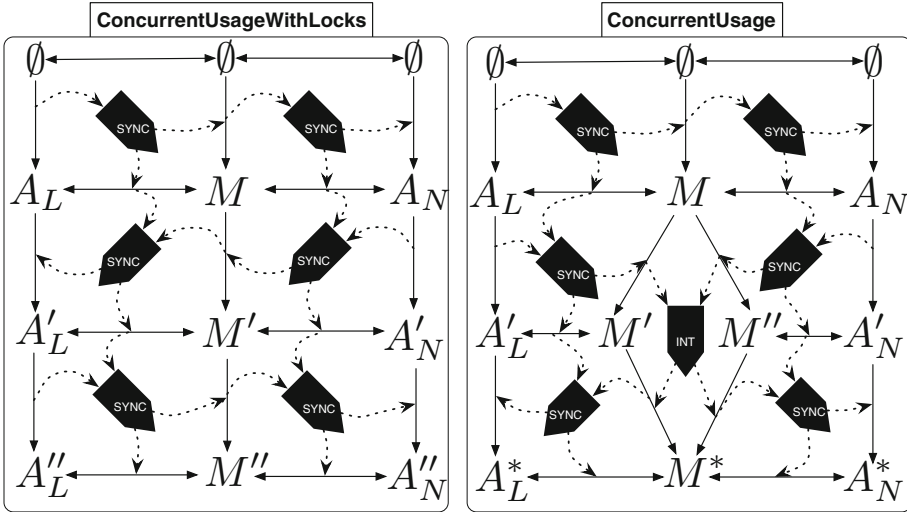 ConcurrentUsageWithLocks
∅ ∅ ∅
SYNC SYNC
A_L M A_N
SYNC SYNC
A'_L M' A'_N
SYNC SYNC
A''_L M'' A''_N
ConcurrentUsage
∅ ∅ ∅
SYNC SYNC
A_L M A_N
SYNC SYNC
A'_L M' INT M'' A'_N
SYNC SYNC
A*_L M* A*_N